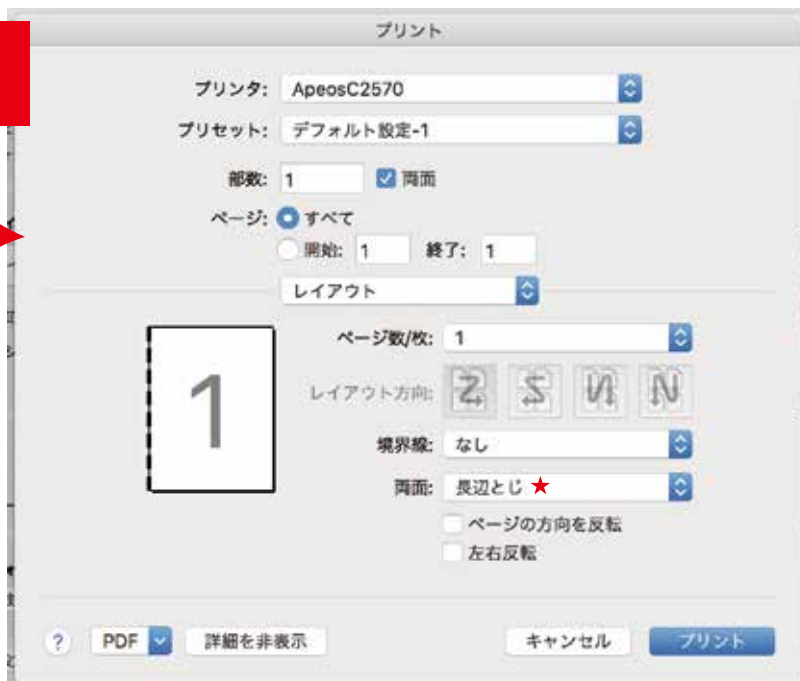 プリント
プリンタ: ApeosC2570
プリセット: デフォルト設定-1
部数: 1 両面
ページ: すべて
開始: 1 終了: 1
レイアウト
ページ数/枚: 1
1
レイアウト方向:
境界線: なし
両面: 長辺とじ ★
ページの方向を反転
左右反転
? PDF 詳細を非表示 キャンセル プリント